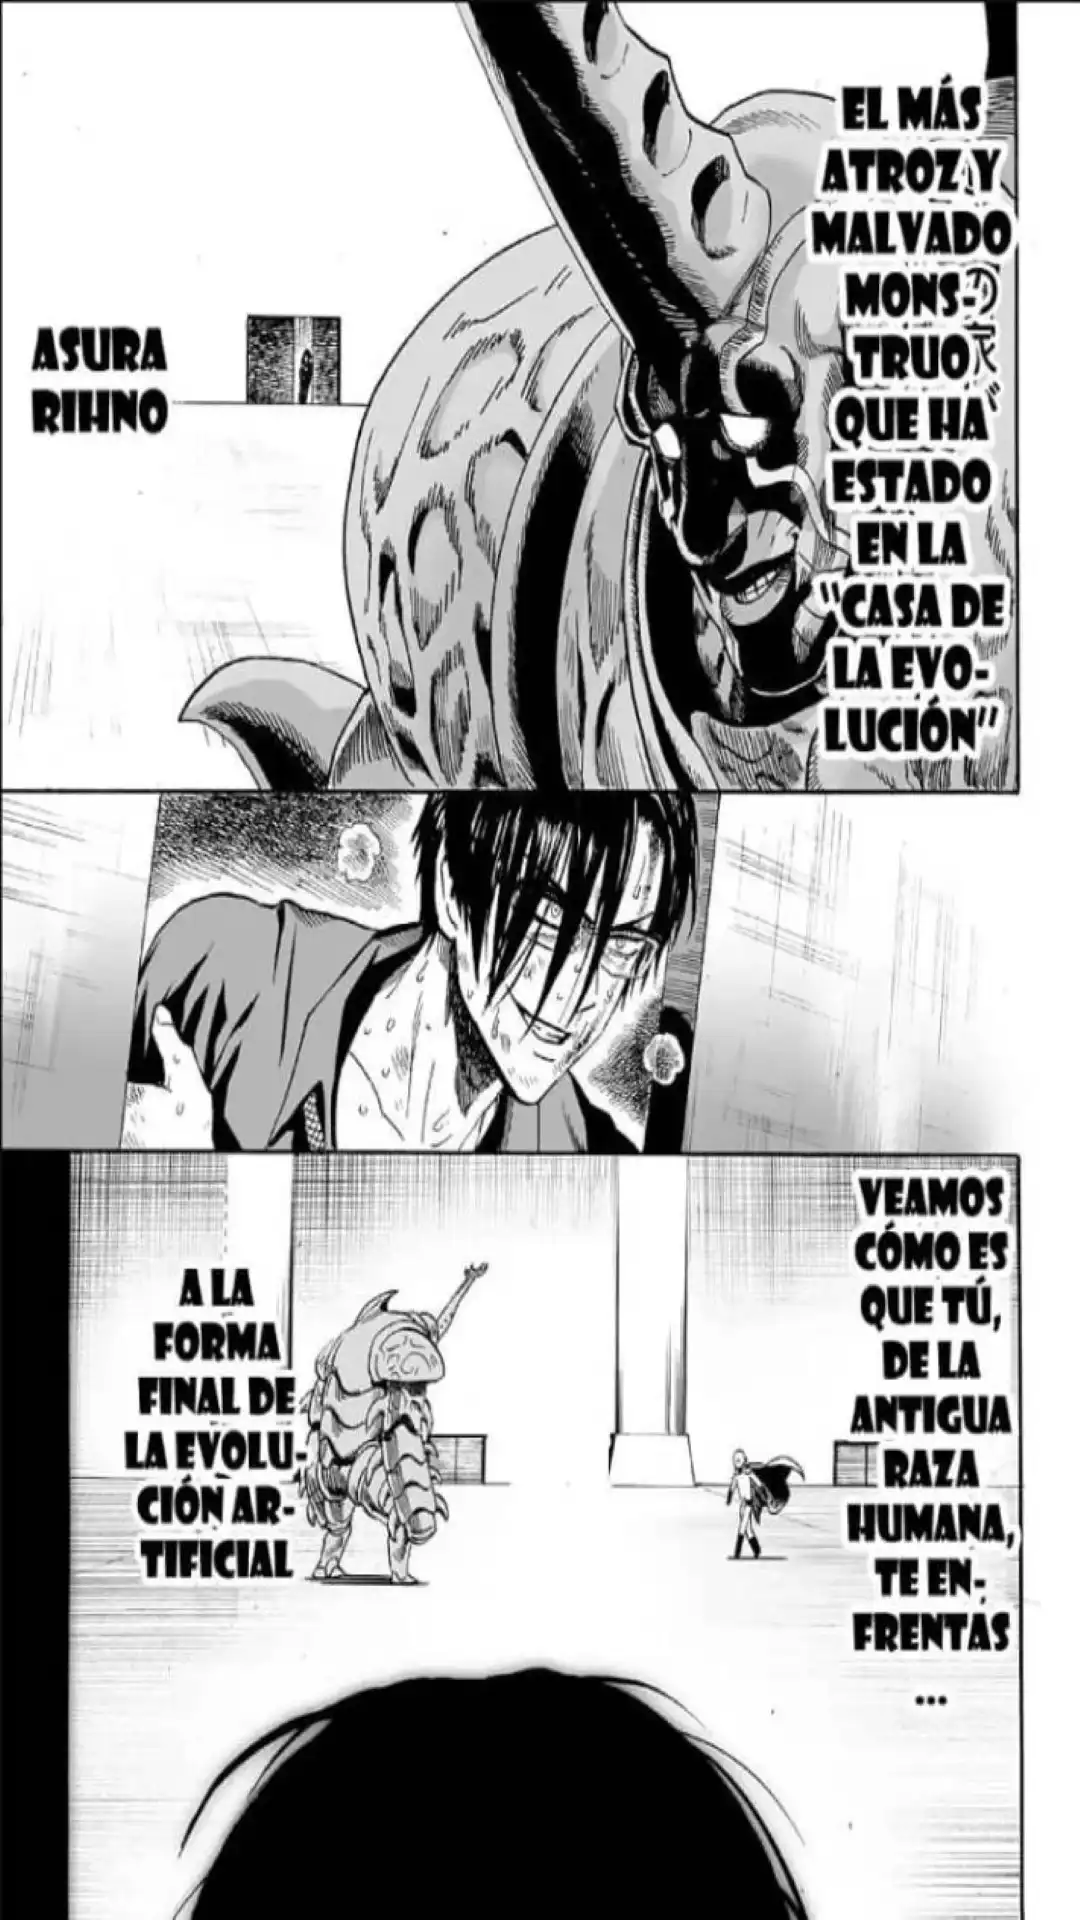 EL MÁS
ATROZ Y
MALVADO
MONS-
TRUO
QUE HA
ESTADO
EN LA
"CASA DE
LA EVO-
LUCIÓN"
ASURA
RIHNO
VEAMOS
CÓMO ES
QUE TÚ,
DE LA
ANTIGUA
RAZA
HUMANA,
TE EN-
FRENTAS
...
A LA
FORMA
FINAL DE
LA EVOLU-
CIÓN AR-
TIFICIAL